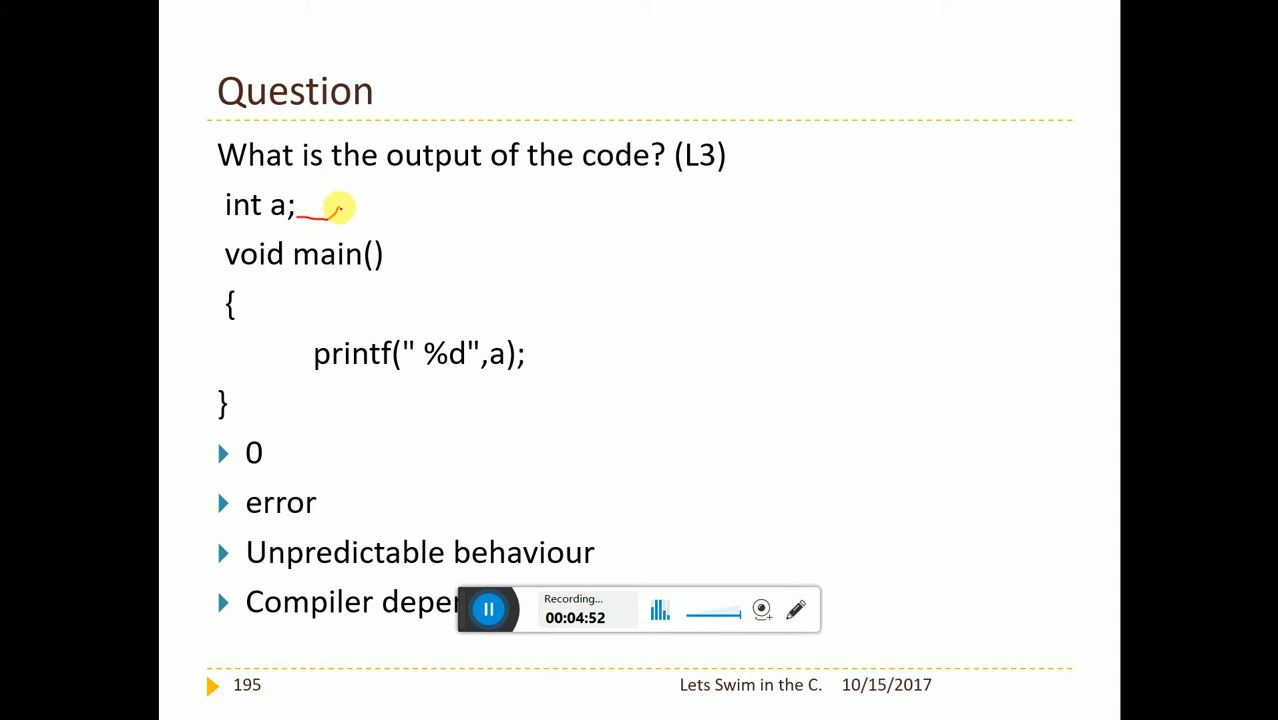 Question
What is the output of the code? (L3)
int a;
void main()
{
printf(" %d",a);
}
0
error
Unpredictable behaviour
Compiler
Recording...
00:04:52
195 Lets Swim in the C. 10/15/2017